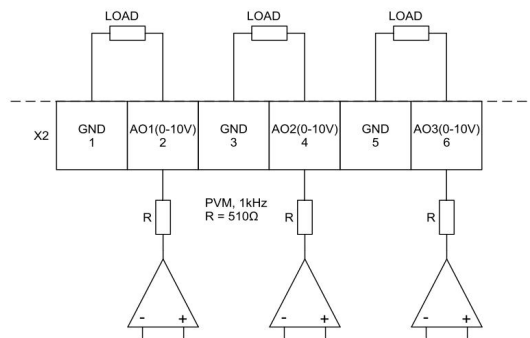 LOAD LOAD LOAD
X2 GND 1 AO1(0-10V) 2 GND 3 AO2(0-10V) 4 GND 5 AO3(0-10V) 6
PVM, 1kHz
R = 510Ω
R R R
- + - + - +